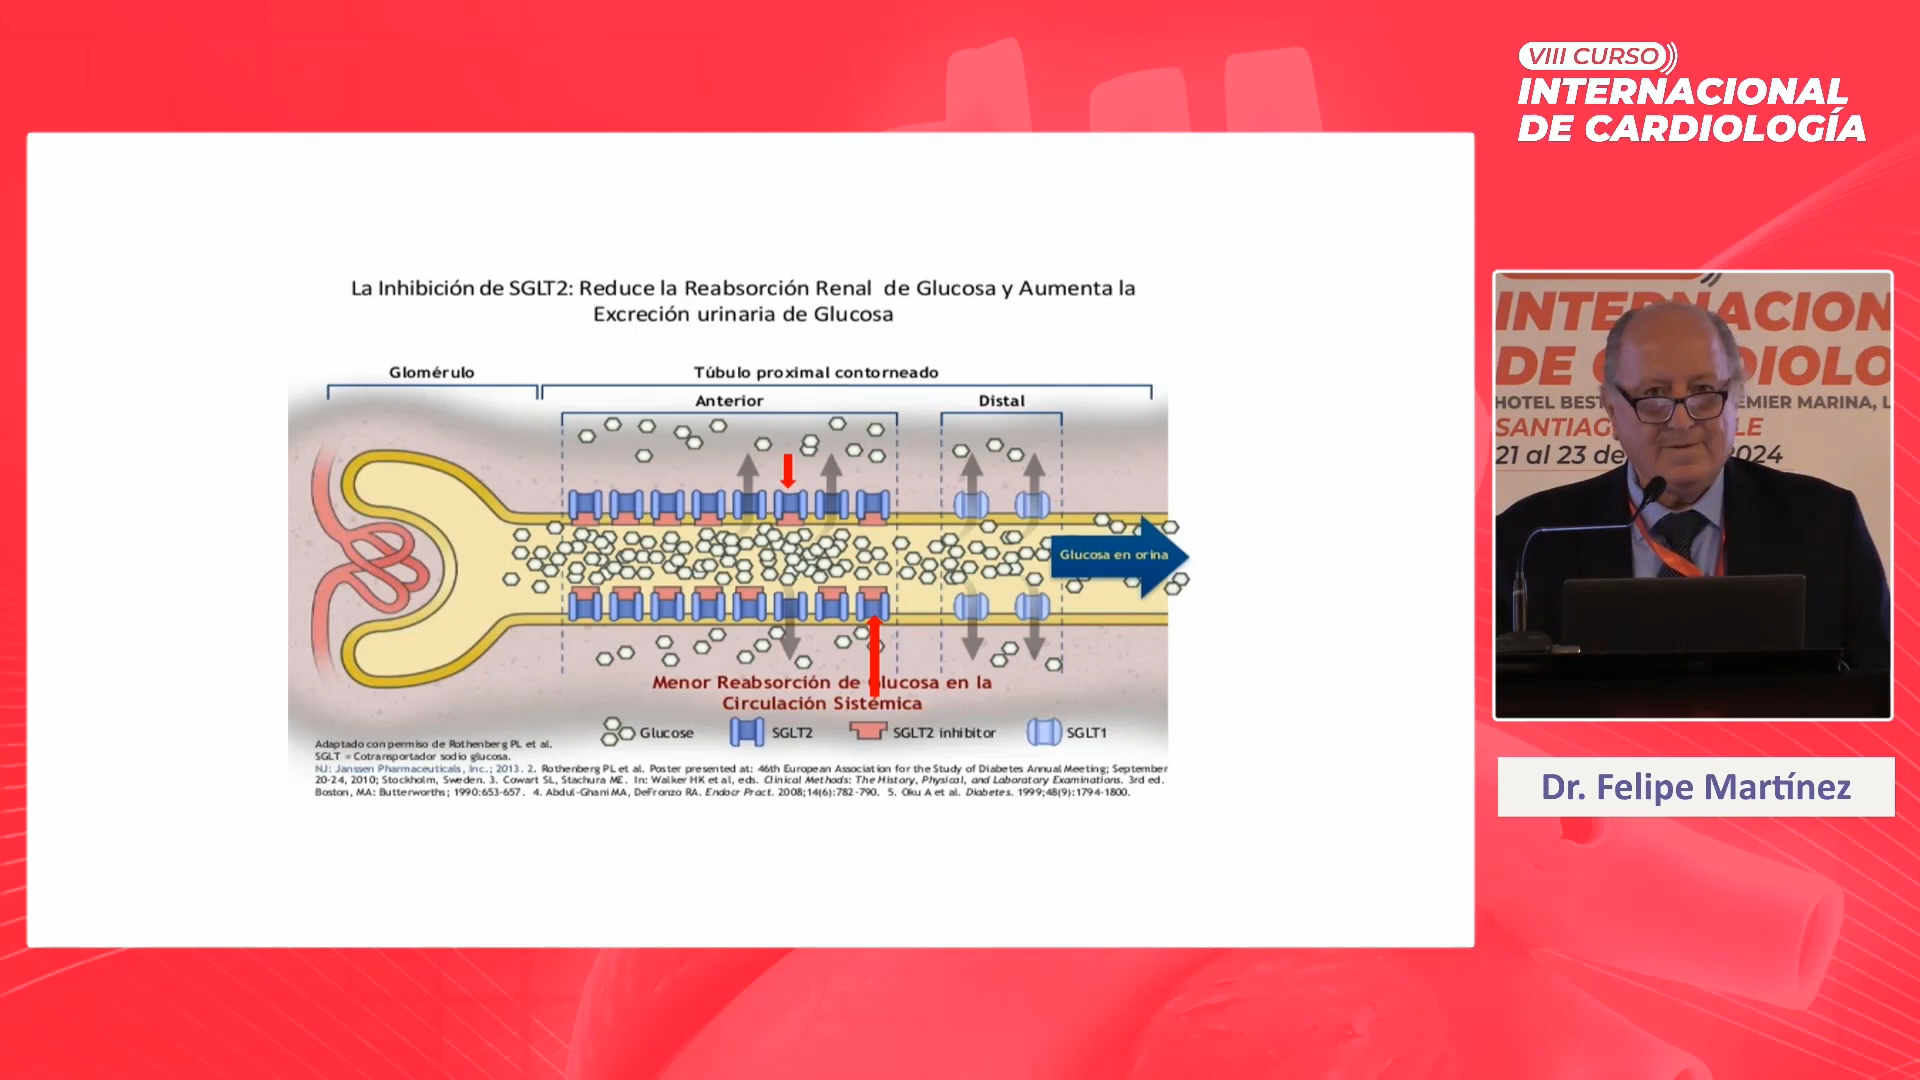 VIII CURSO
INTERNACIONAL
DE CARDIOLOGÍA
La Inhibición de SGLT2: Reduce la Reabsorción Renal de Glucosa y Aumenta la
Excreción urinaria de Glucosa
Glomérulo
Túbulo proximal contorneado
Anterior
Distal
Glucosa en orina
Menor Reabsorción de Glucosa en la
Circulación Sistémica
Glucose
SGLT2
SGLT2 inhibitor
SGLT1
Adaptado con permiso de Rothenberg PL et al.
SGLT = Cotransportador sodio glucosa.
NJ: Janssen Pharmaceuticals, Inc.; 2013. 2. Rothenberg PL et al. Poster presented at: 46th European Association for the Study of Diabetes Annual Meeting; September
20-24, 2010; Stockholm, Sweden. 3. Cowart SL, Stachura ME. In: Walker HK et al, eds. Clinical Methods: The History, Physical, and Laboratory Examinations. 3rd ed.
Boston, MA: Butterworths; 1990:653-657. 4. Abdul-Ghani MA, DeFronzo RA. Endocr Pract. 2008;14(6):782-790. 5. Oku A et al. Diabetes. 1999;48(9):1794-1800.
INTE ACION
DE C DIOLO
HOTEL BEST EMIER MARINA, L
SANTIAG LE
21 al 23 de 2024
Dr. Felipe Martínez